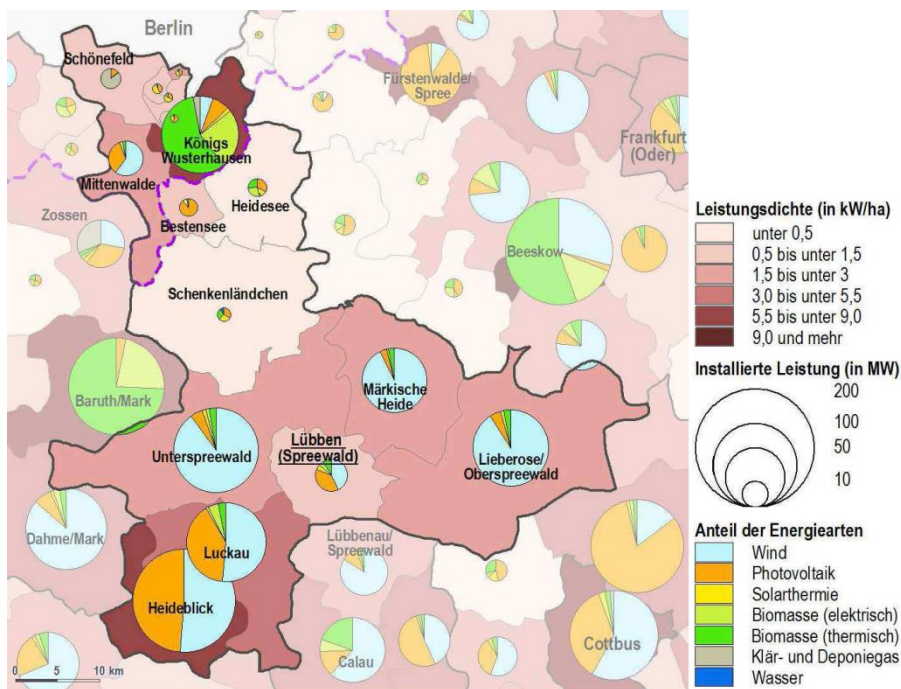 Berlin
Schönefeld
Fürstenwalde/
Spree
Frankfurt
(Oder)
Königs
Wusterhausen
Mittenwalde
Heidesee
Bestensee
Zossen
Beeskow
Schenkenländchen
Märkische
Heide
Baruth/Mark
Lübben
(Spreewald)
Unterspreewald
Lieberose/
Oberspreewald
Dahme/Mark
Luckau
Lübbenau/
Spreewald
Heideblick
Calau
Cottbus
0 5 10 km
Leistungsdichte (in kW/ha)
unter 0,5
0,5 bis unter 1,5
1,5 bis unter 3
3,0 bis unter 5,5
5,5 bis unter 9,0
9,0 und mehr
Installierte Leistung (in MW)
200
100
50
10
Anteil der Energiearten
Wind
Photovoltaik
Solarthermie
Biomasse (elektrisch)
Biomasse (thermisch)
Klär- und Deponiegas
Wasser